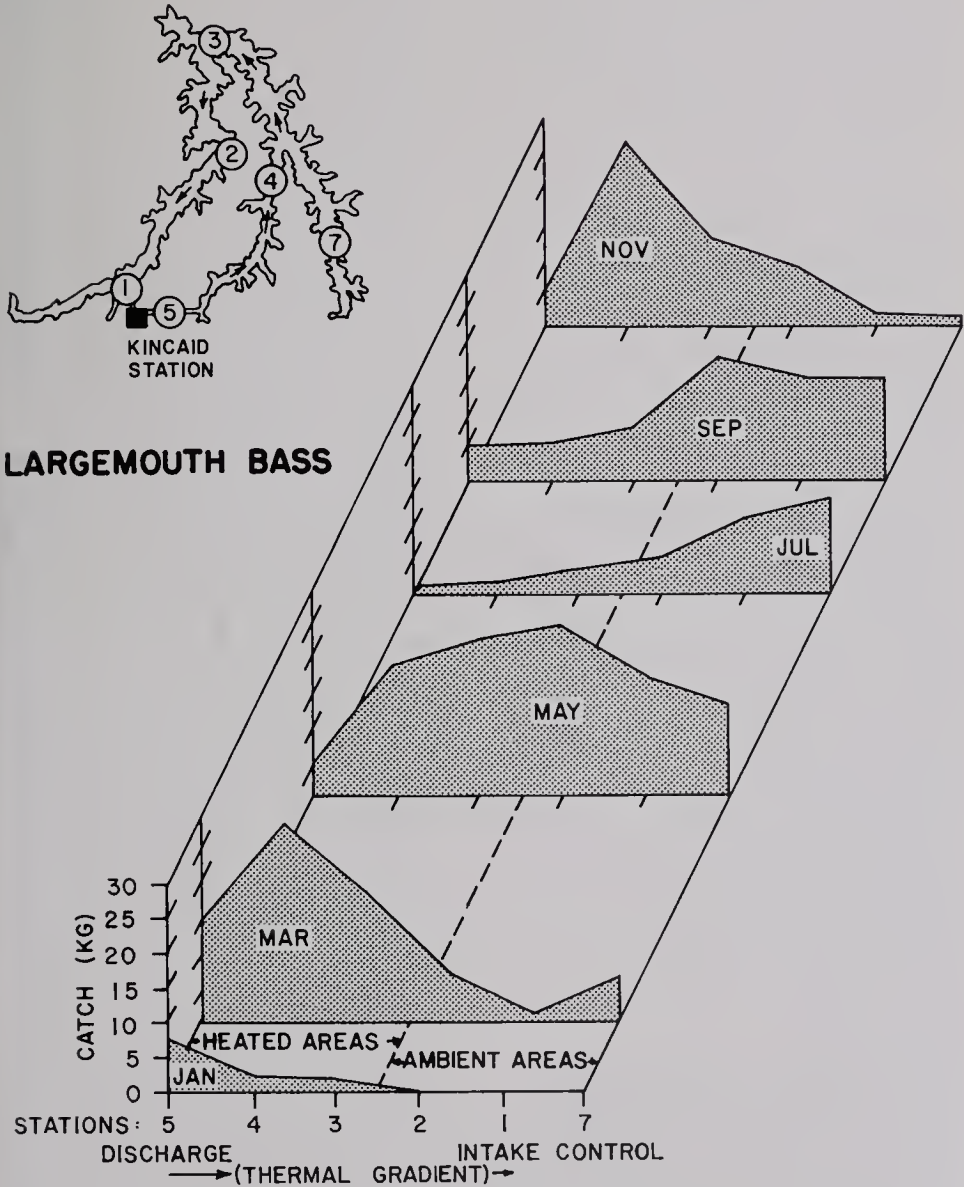 3
2
4
7
1
5
KINCAID
STATION
LARGEMOUTH BASS
NOV
SEP
JUL
MAY
MAR
CATCH (KG)
30
25
20
15
10
5
0
HEATED AREAS
AMBIENT AREAS
JAN
STATIONS: 5 4 3 2 1 7
DISCHARGE INTAKE CONTROL
(THERMAL GRADIENT)